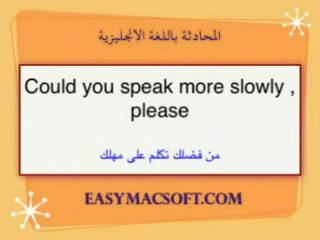 المحادثة باللغة الانجليزية
Could you speak more slowly ,
please
من فضلك تكلم على مهلك
EASYMACSOFT.COM